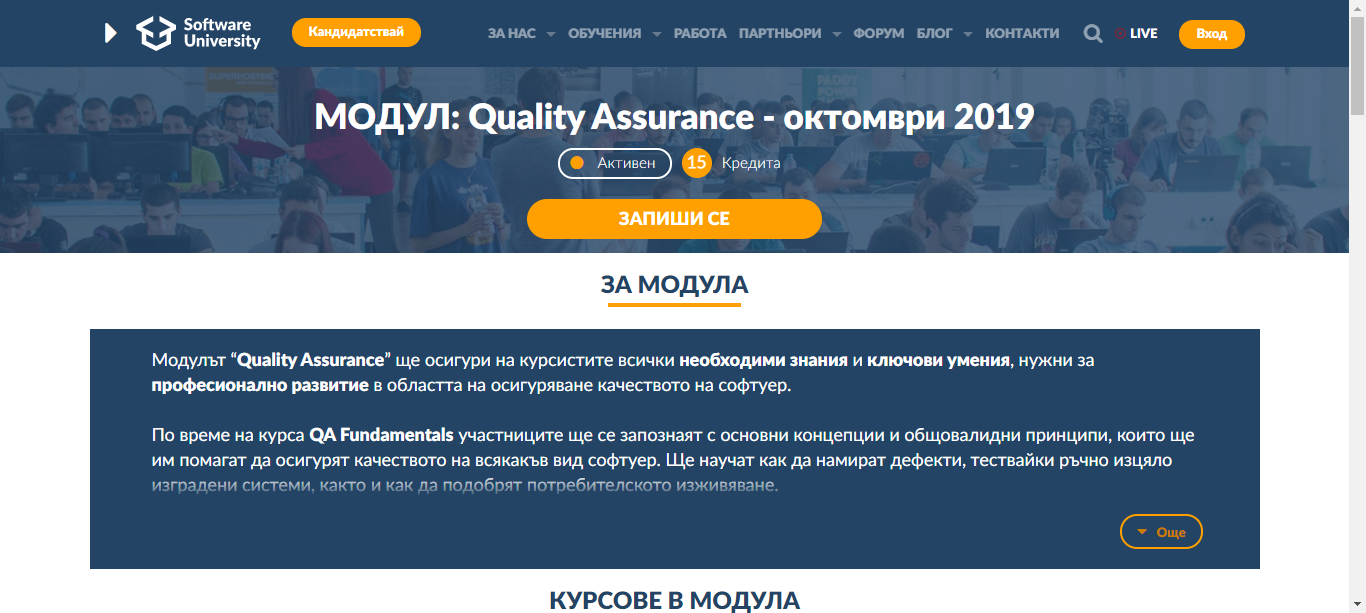 Software
University
Кандидатствай
ЗА НАС ОБУЧЕНИЯ РАБОТА ПАРТНЬОРИ ФОРУМ БЛОГ КОНТАКТИ LIVE Вход
SUPERHOSTING
PADDY
POWER
МОДУЛ: Quality Assurance - октомври 2019
Активен 15 Кредита
ЗАПИШИ СЕ
ЗА МОДУЛА
Модулът “Quality Assurance” ще осигури на курсистите всички необходими знания и ключови умения, нужни за
професионално развитие в областта на осигуряване качеството на софтуер.
По време на курса QA Fundamentals участниците ще се запознаят с основни концепции и общовалидни принципи, които ще
им помагат да осигурят качеството на всякакъв вид софтуер. Ще научат как да намират дефекти, тествайки ръчно изцяло
изградени системи, както и как да подобрят потребителското изживяване.
Още
КУРСОВЕ В МОДУЛА